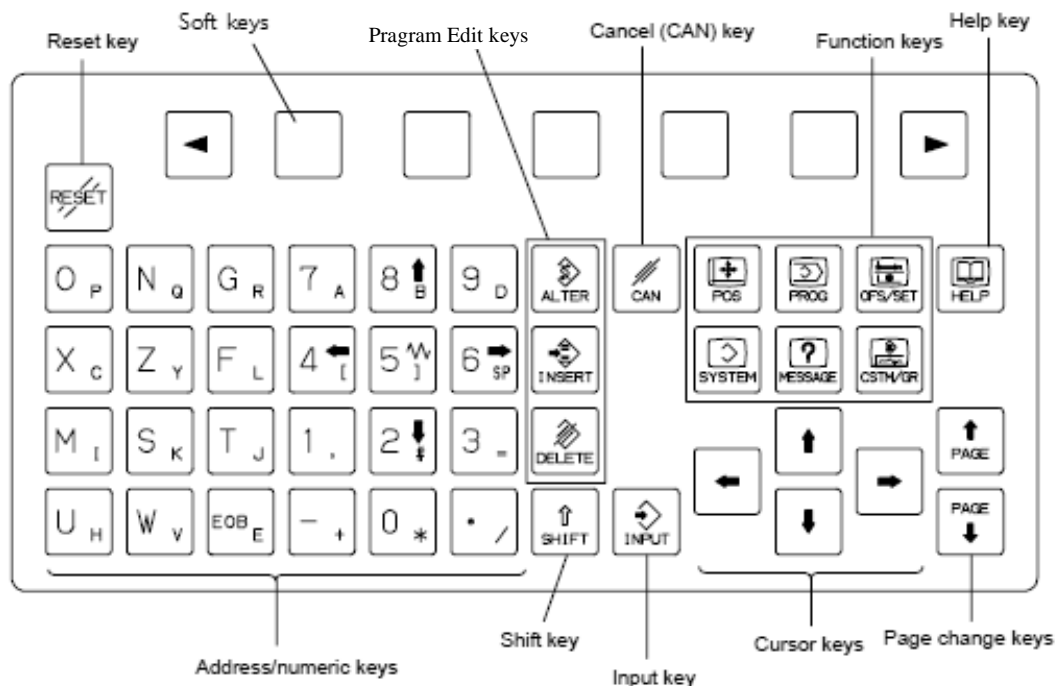 Reset key
Soft keys
Pragram Edit keys
Cancel (CAN) key
Function keys
Help key
RESET
O P
N Q
G R
7 A
8 B
9 D
ALTER
CAN
POS
PROG
OFS/SET
HELP
X C
Z Y
F L
4 [
5 ]
6 SP
INSERT
SYSTEM
? MESSAGE
CSTM/GR
M I
S K
T J
1 ,
2 #
3 =
DELETE
PAGE
U H
W V
EOB E
- +
0 *
. /
SHIFT
INPUT
PAGE
Address/numeric keys
Shift key
Input key
Cursor keys
Page change keys